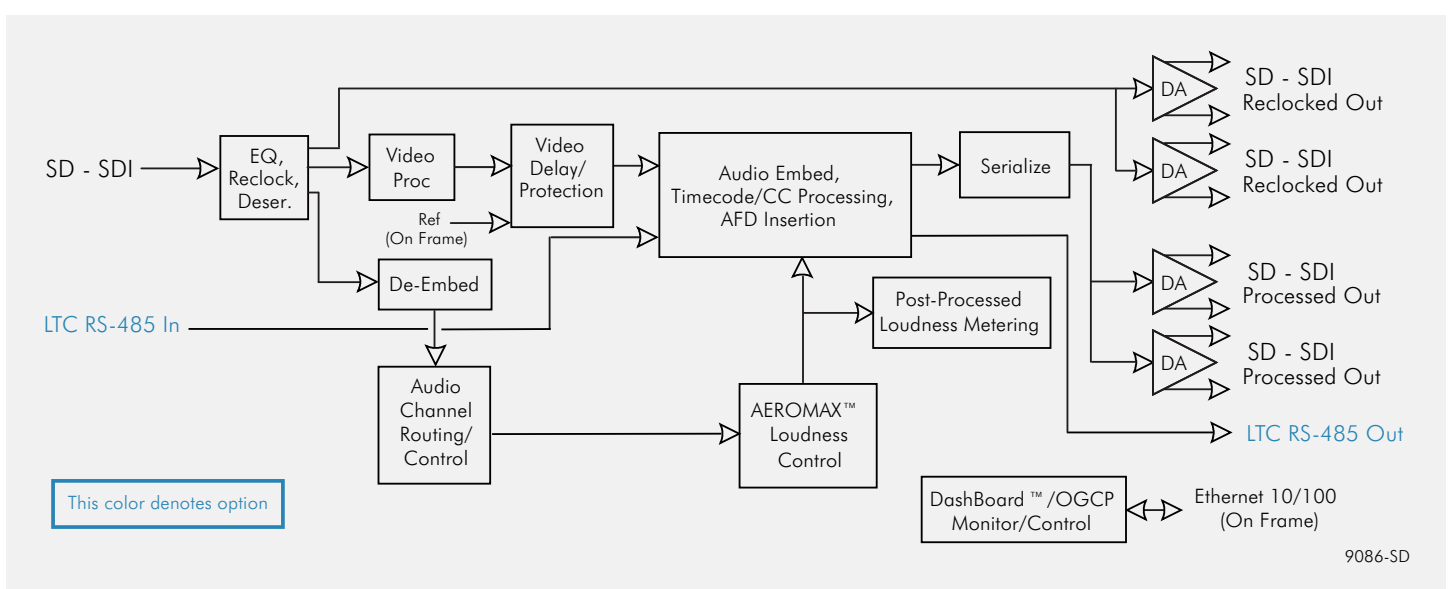 SD - SDI
EQ,
Reclock,
Deser.
Video
Proc
Video
Delay/
Protection
Ref
(On Frame)
Audio Embed,
Timecode/CC Processing,
AFD Insertion
Serialize
DA
SD - SDI
Reclocked Out
DA
SD - SDI
Reclocked Out
DA
SD - SDI
Processed Out
DA
SD - SDI
Processed Out
De-Embed
LTC RS-485 In
Post-Processed
Loudness Metering
Audio
Channel
Routing/
Control
AEROMAX™
Loudness
Control
LTC RS-485 Out
This color denotes option
DashBoard ™ /OGCP
Monitor/Control
Ethernet 10/100
(On Frame)
9086-SD